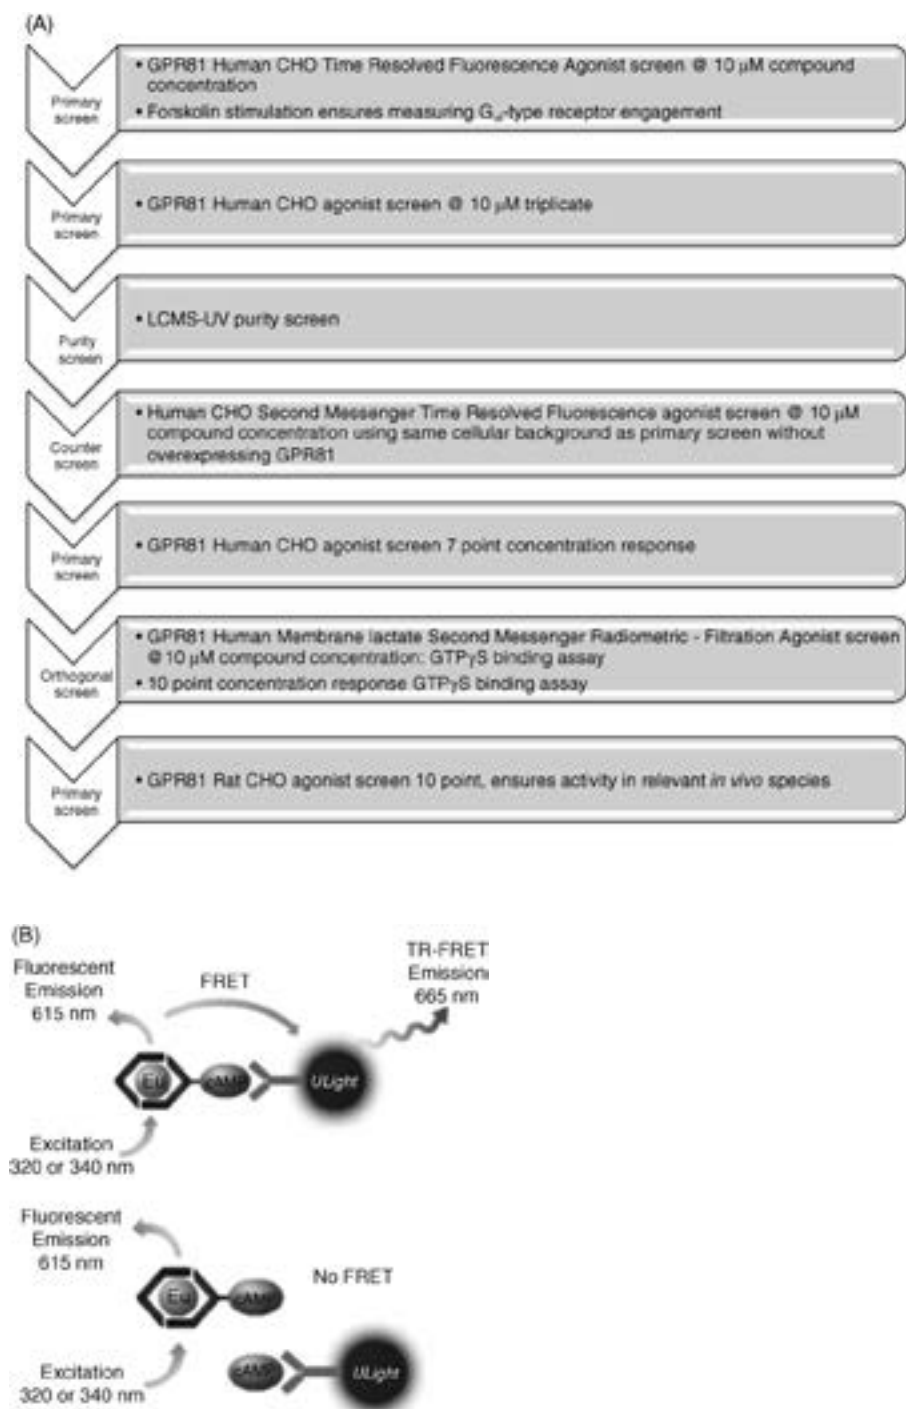 (A)
Primary
screen
• GPR81 Human CHO Time Resolved Fluorescence Agonist screen @ 10 μM compound
concentration
• Forskolin stimulation ensures measuring Gαi-type receptor engagement
Primary
screen
• GPR81 Human CHO agonist screen @ 10 μM triplicate
Purity
screen
• LCMS-UV purity screen
Counter
screen
• Human CHO Second Messenger Time Resolved Fluorescence agonist screen @ 10 μM
compound concentration using same cellular background as primary screen without
overexpressing GPR81
Primary
screen
• GPR81 Human CHO agonist screen 7 point concentration response
Orthogonal
screen
• GPR81 Human Membrane lactate Second Messenger Radiometric - Filtration Agonist screen
@10 μM compound concentration: GTPγS binding assay
• 10 point concentration response GTPγS binding assay
Primary
screen
• GPR81 Rat CHO agonist screen 10 point, ensures activity in relevant in vivo species
(B)
Fluorescent
Emission
615 nm
FRET
TR-FRET
Emission
665 nm
Eu
cAMP
ULight
Excitation
320 or 340 nm
Fluorescent
Emission
615 nm
No FRET
Eu
cAMP
cAMP
ULight
Excitation
320 or 340 nm